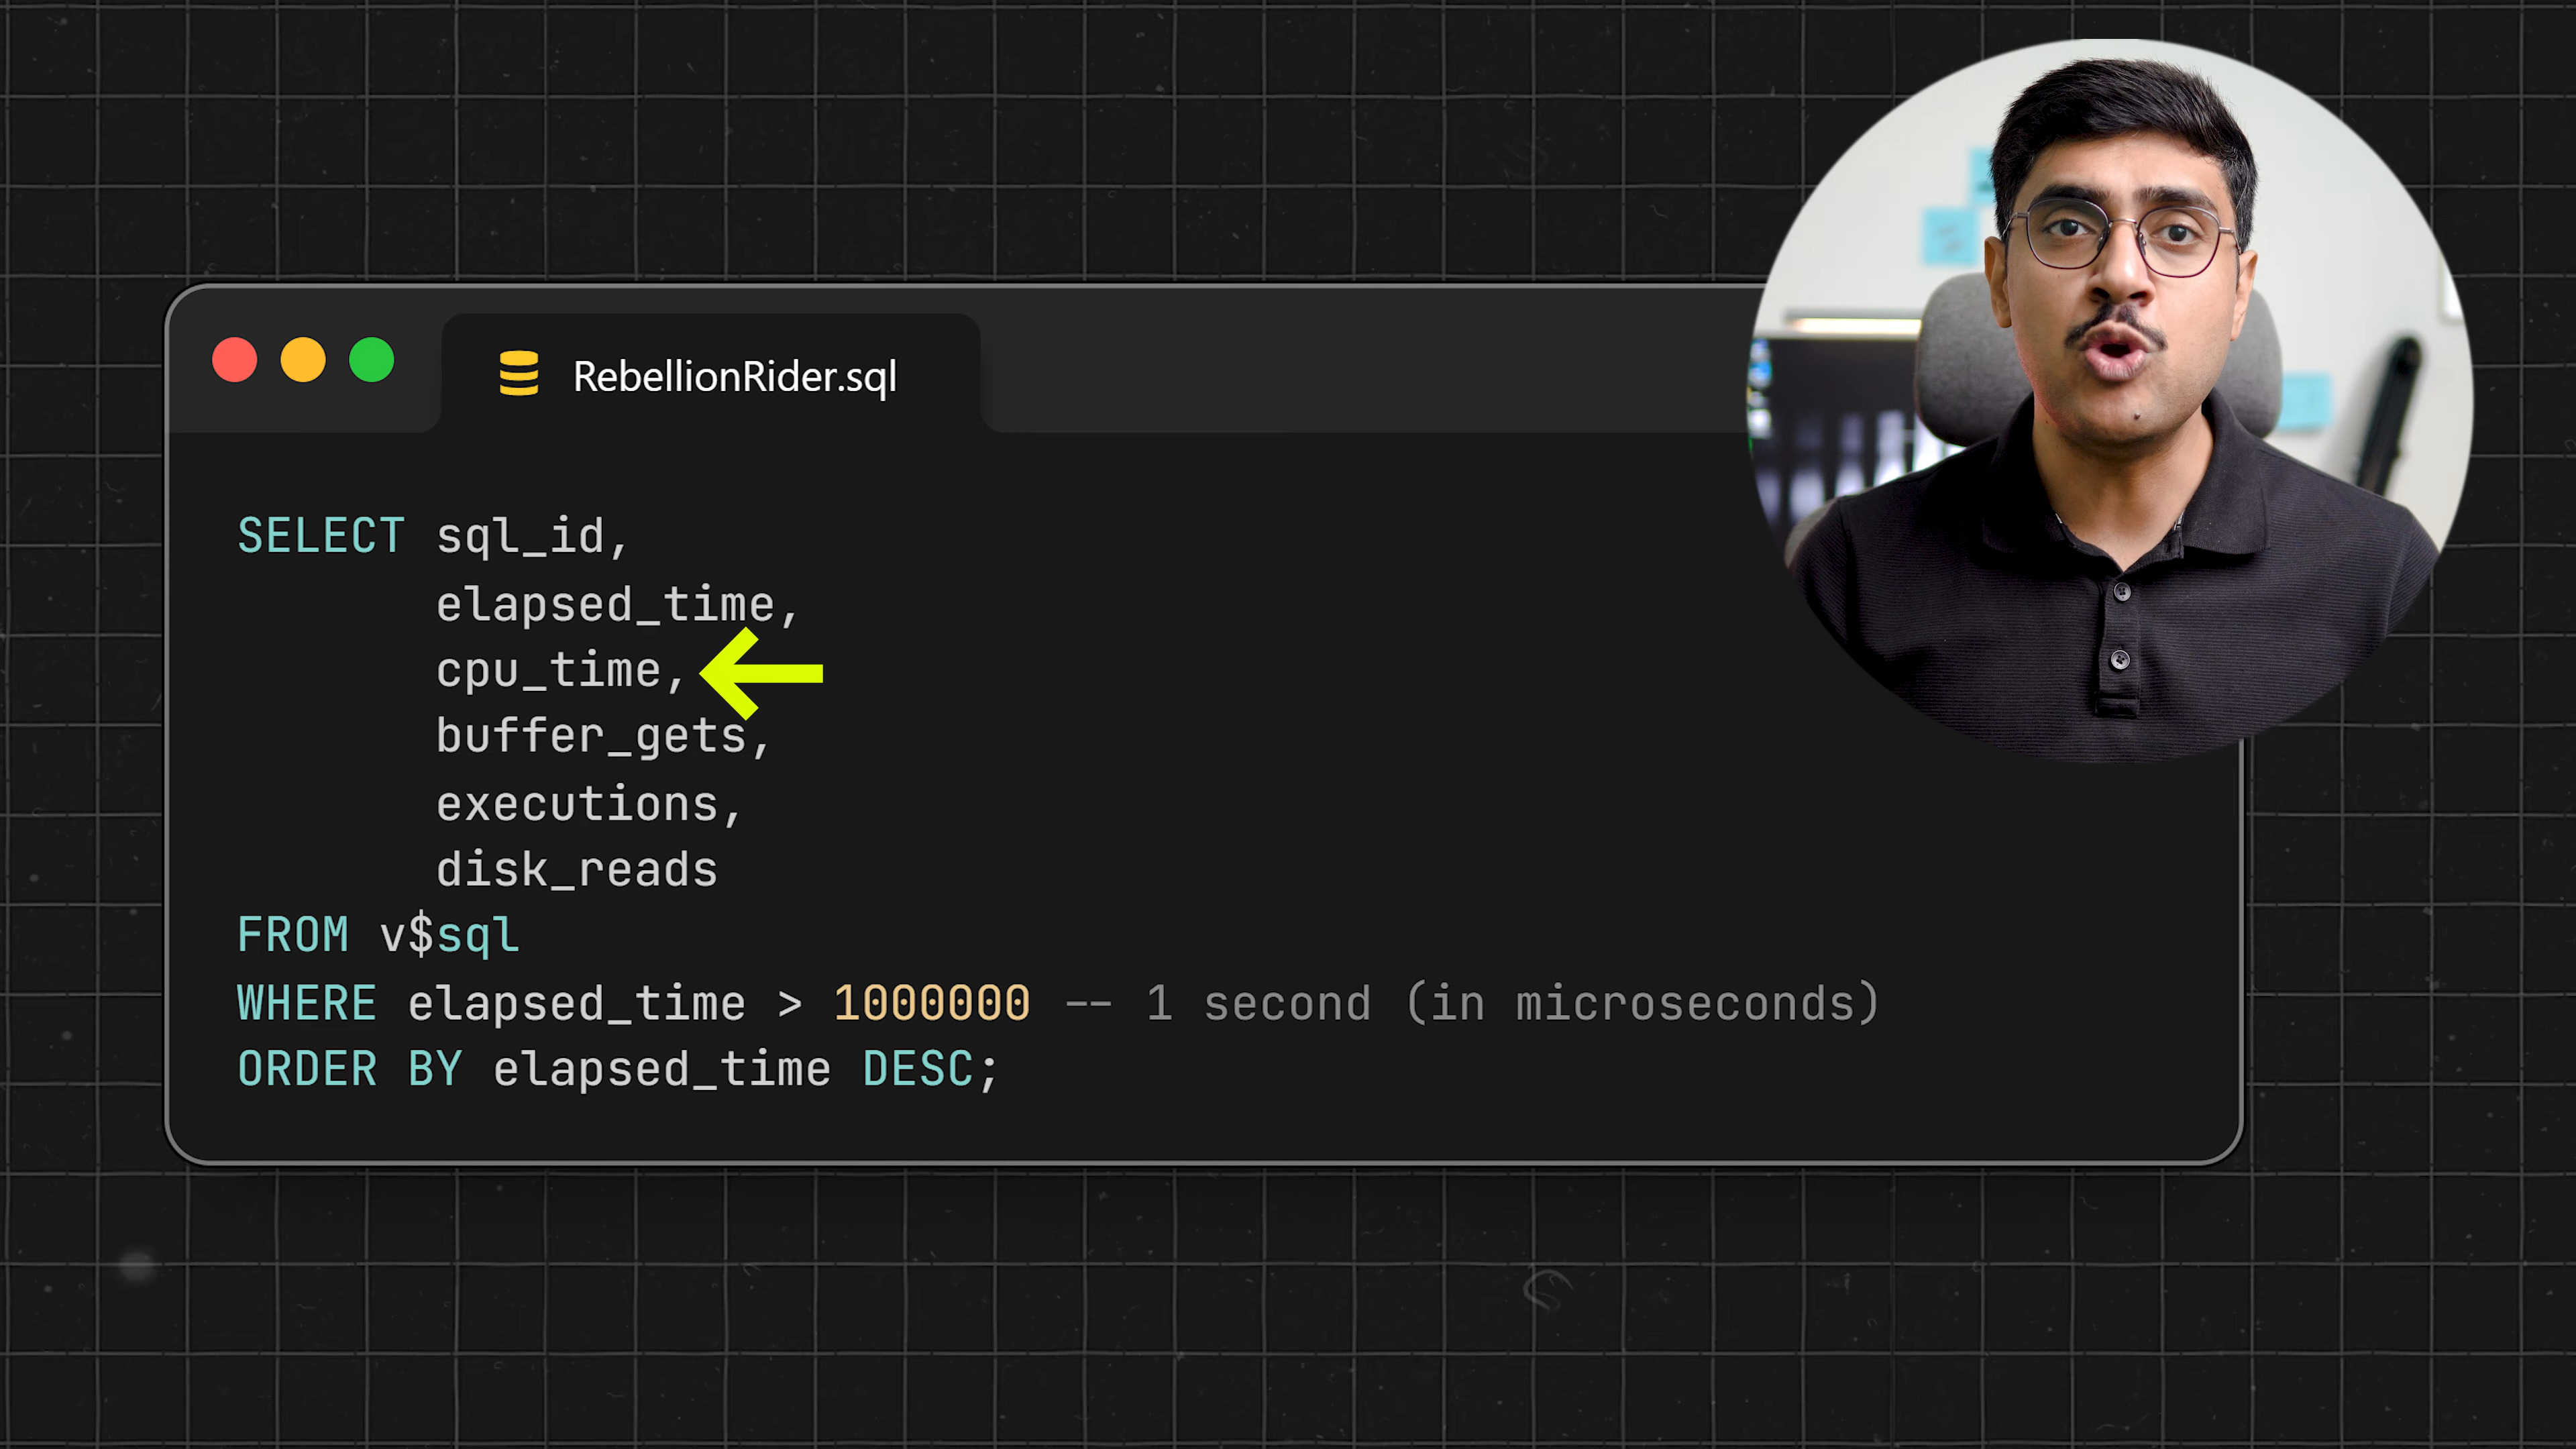 RebellionRider.sql
SELECT sql_id,
elapsed_time,
cpu_time,
buffer_gets,
executions,
disk_reads
FROM v$sql
WHERE elapsed_time > 1000000 -- 1 second (in microseconds)
ORDER BY elapsed_time DESC;